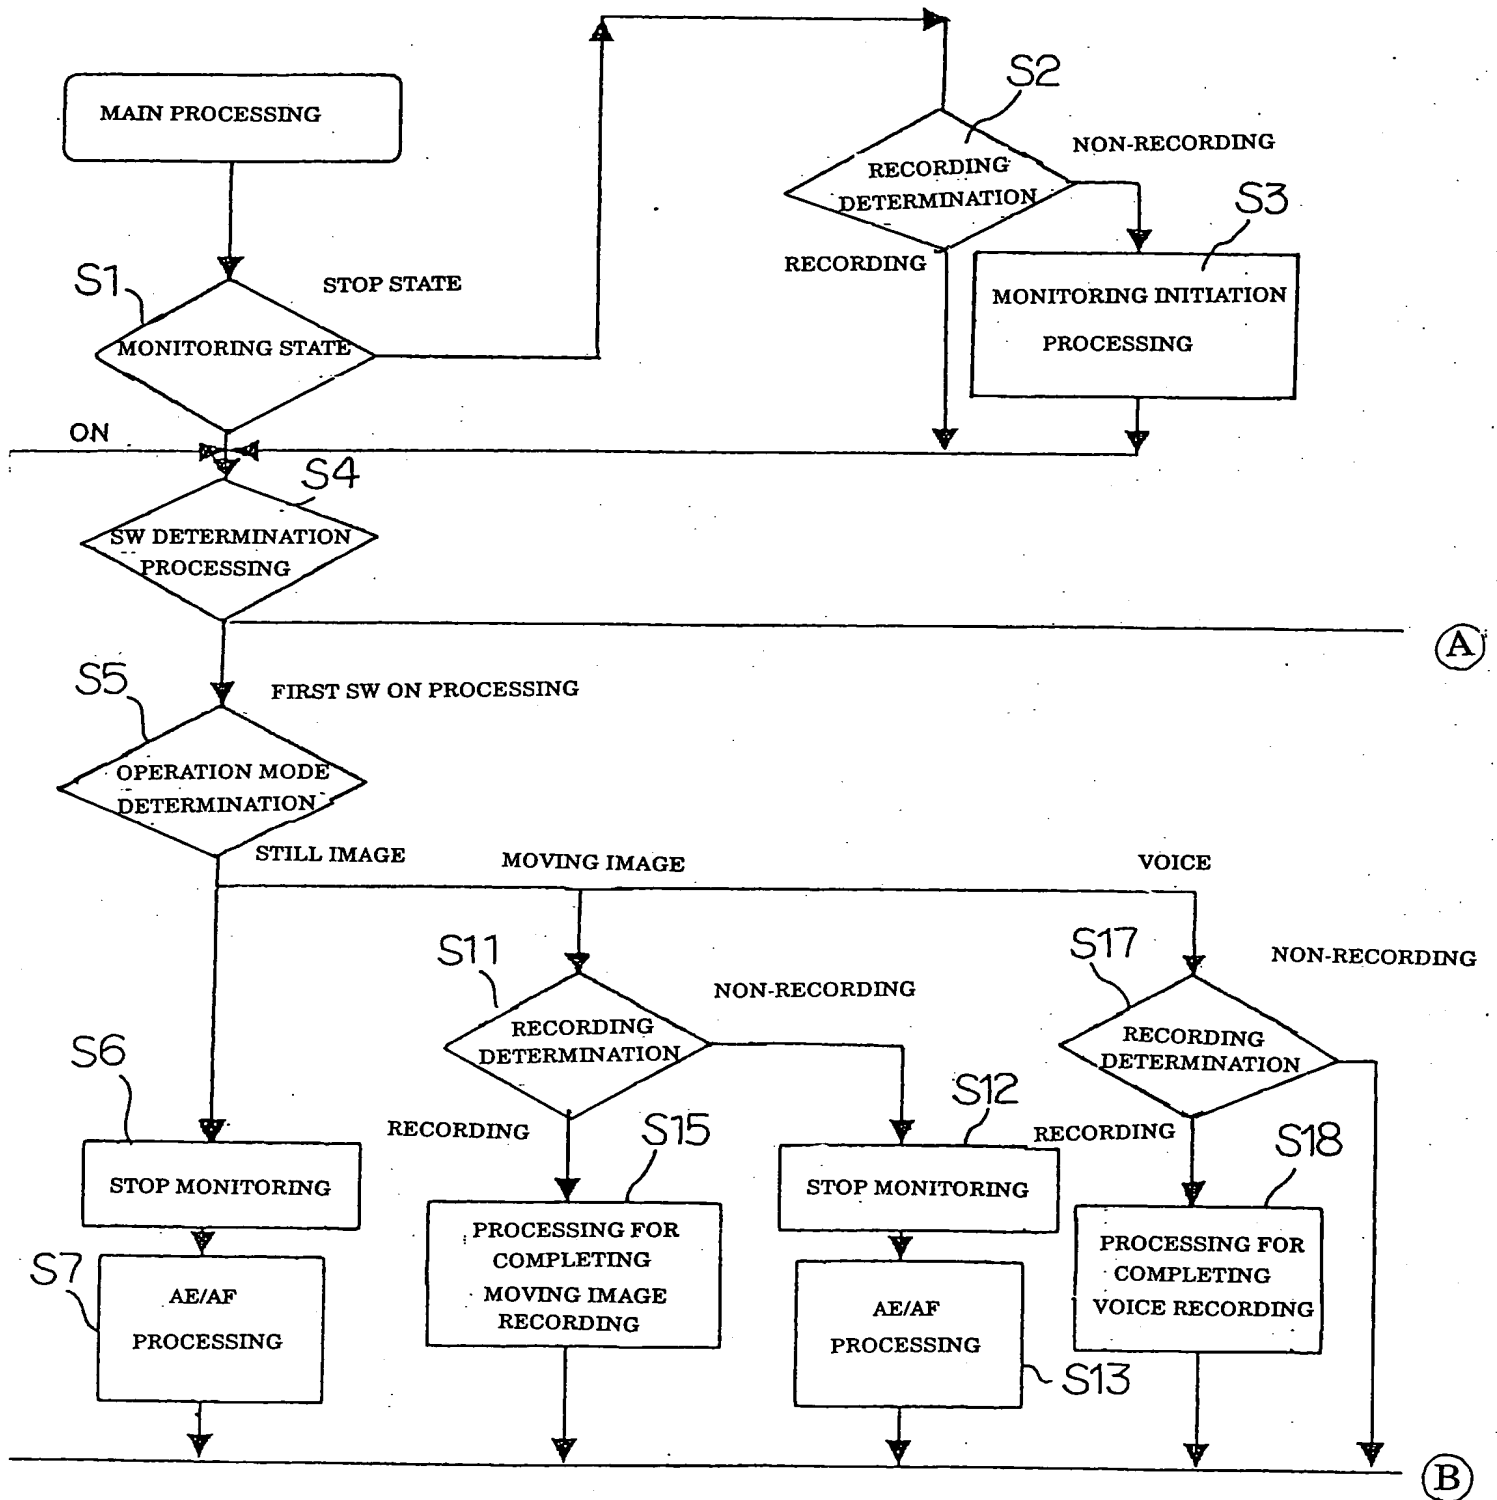 MAIN PROCESSING
S1
STOP STATE
MONITORING STATE
ON
S2
RECORDING
DETERMINATION
NON-RECORDING
RECORDING
S3
MONITORING INITIATION
PROCESSING
S4
SW DETERMINATION
PROCESSING
A
S5
FIRST SW ON PROCESSING
OPERATION MODE
DETERMINATION
STILL IMAGE
MOVING IMAGE
VOICE
S6
STOP MONITORING
S7
AE/AF
PROCESSING
S11
RECORDING
DETERMINATION
NON-RECORDING
RECORDING
S15
PROCESSING FOR
COMPLETING
MOVING IMAGE
RECORDING
S12
STOP MONITORING
AE/AF
PROCESSING
S13
S17
RECORDING
DETERMINATION
NON-RECORDING
RECORDING
S18
PROCESSING FOR
COMPLETING
VOICE RECORDING
B